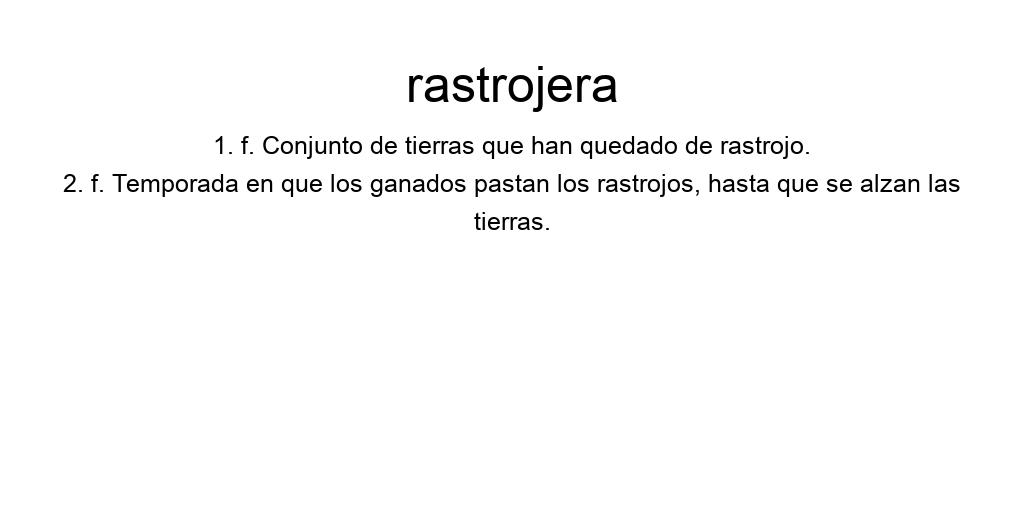 rastrojera
1. f. Conjunto de tierras que han quedado de rastrojo.
2. f. Temporada en que los ganados pastan los rastrojos, hasta que se alzan las
tierras.